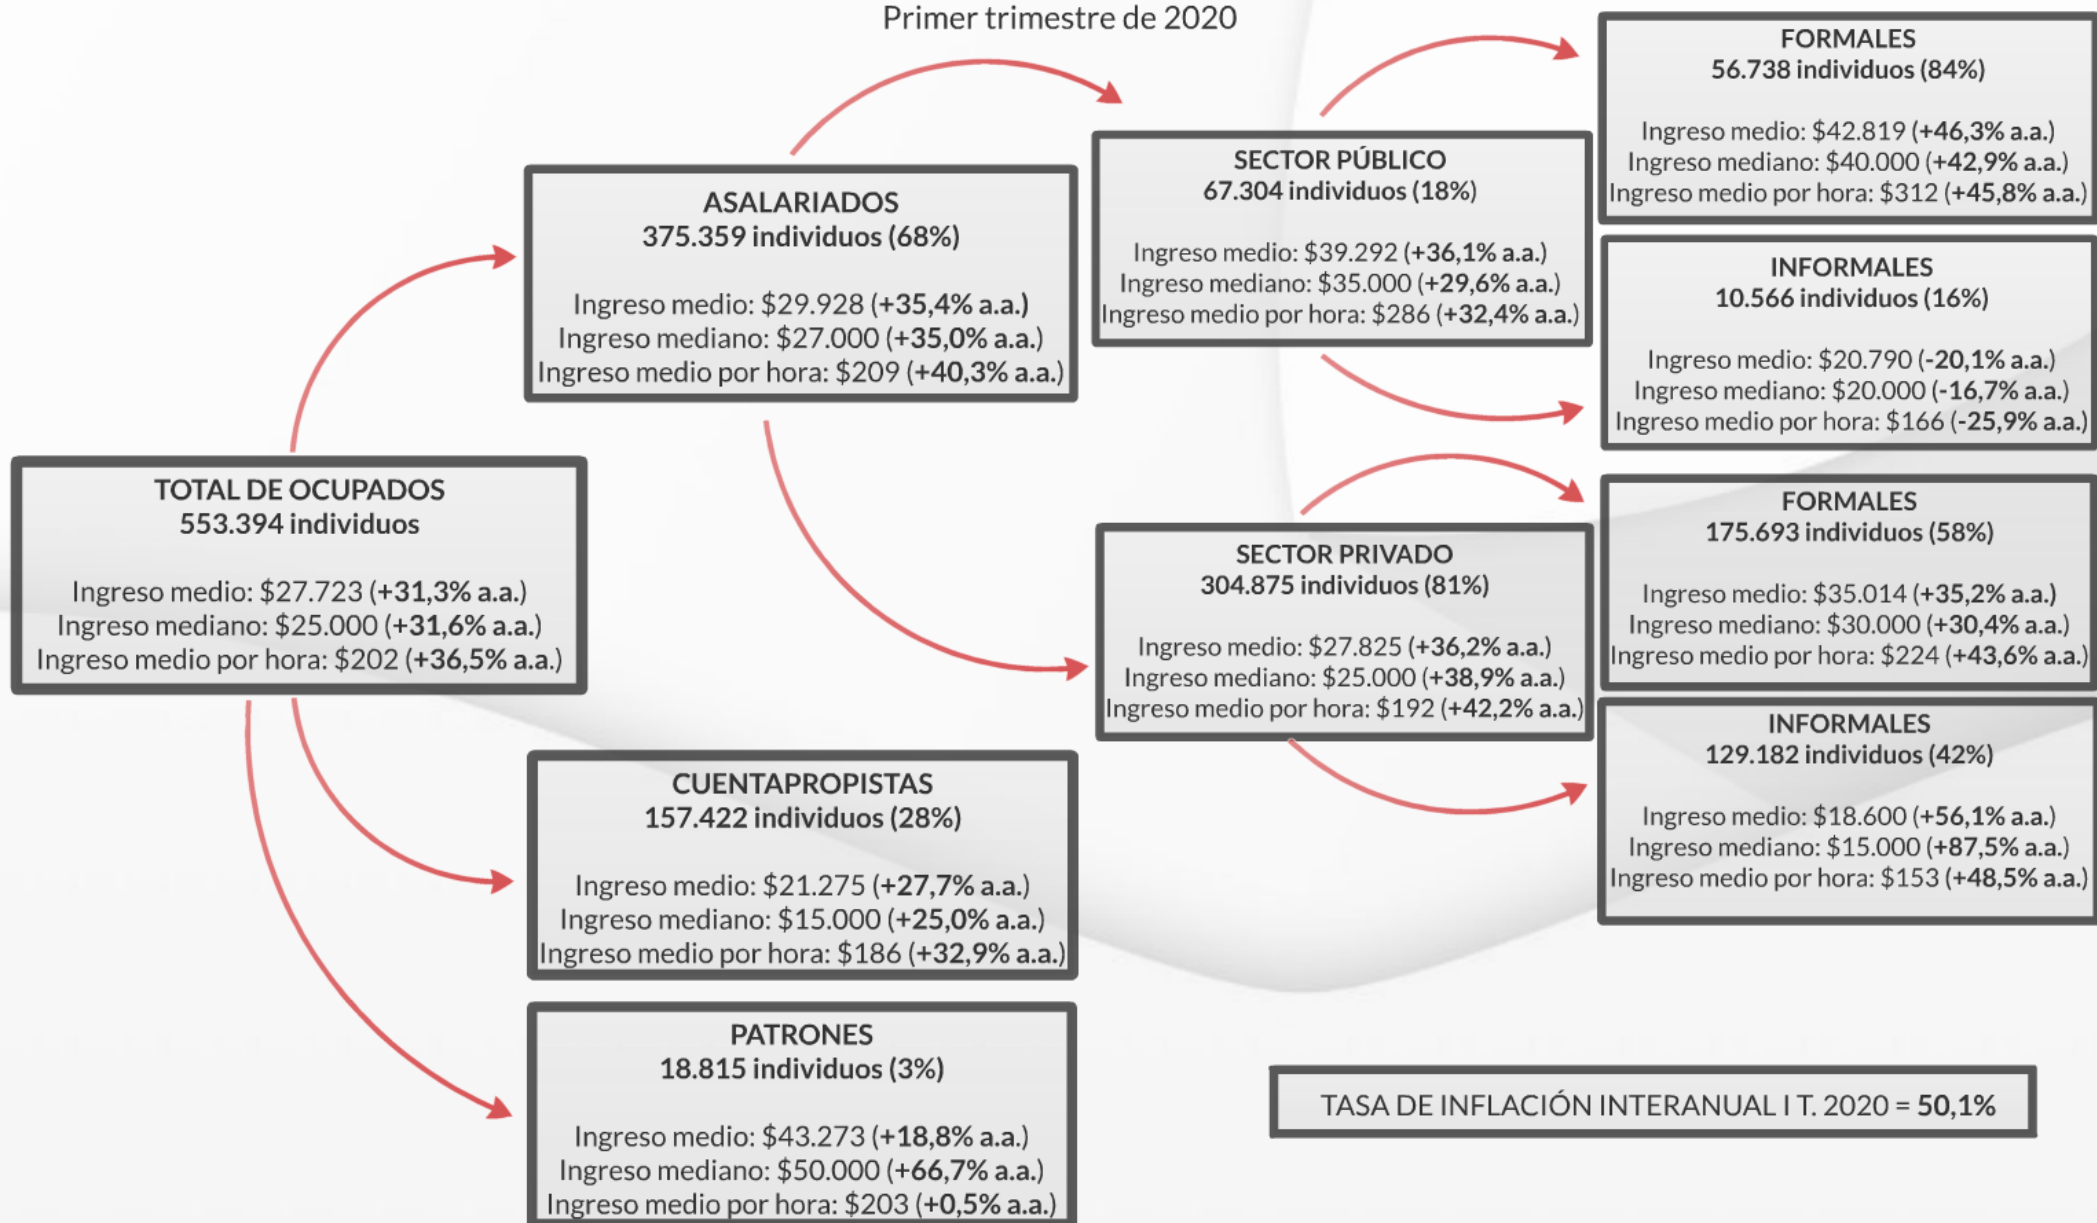 Primer trimestre de 2020
TOTAL DE OCUPADOS
553.394 individuos
Ingreso medio: $27.723 (+31,3% a.a.)
Ingreso mediano: $25.000 (+31,6% a.a.)
Ingreso medio por hora: $202 (+36,5% a.a.)
ASALARIADOS
375.359 individuos (68%)
Ingreso medio: $29.928 (+35,4% a.a.)
Ingreso mediano: $27.000 (+35,0% a.a.)
Ingreso medio por hora: $209 (+40,3% a.a.)
CUENTAPROPISTAS
157.422 individuos (28%)
Ingreso medio: $21.275 (+27,7% a.a.)
Ingreso mediano: $15.000 (+25,0% a.a.)
Ingreso medio por hora: $186 (+32,9% a.a.)
PATRONES
18.815 individuos (3%)
Ingreso medio: $43.273 (+18,8% a.a.)
Ingreso mediano: $50.000 (+66,7% a.a.)
Ingreso medio por hora: $203 (+0,5% a.a.)
SECTOR PÚBLICO
67.304 individuos (18%)
Ingreso medio: $39.292 (+36,1% a.a.)
Ingreso mediano: $35.000 (+29,6% a.a.)
Ingreso medio por hora: $286 (+32,4% a.a.)
SECTOR PRIVADO
304.875 individuos (81%)
Ingreso medio: $27.825 (+36,2% a.a.)
Ingreso mediano: $25.000 (+38,9% a.a.)
Ingreso medio por hora: $192 (+42,2% a.a.)
FORMALES
56.738 individuos (84%)
Ingreso medio: $42.819 (+46,3% a.a.)
Ingreso mediano: $40.000 (+42,9% a.a.)
Ingreso medio por hora: $312 (+45,8% a.a.)
INFORMALES
10.566 individuos (16%)
Ingreso medio: $20.790 (-20,1% a.a.)
Ingreso mediano: $20.000 (-16,7% a.a.)
Ingreso medio por hora: $166 (-25,9% a.a.)
FORMALES
175.693 individuos (58%)
Ingreso medio: $35.014 (+35,2% a.a.)
Ingreso mediano: $30.000 (+30,4% a.a.)
Ingreso medio por hora: $224 (+43,6% a.a.)
INFORMALES
129.182 individuos (42%)
Ingreso medio: $18.600 (+56,1% a.a.)
Ingreso mediano: $15.000 (+87,5% a.a.)
Ingreso medio por hora: $153 (+48,5% a.a.)
TASA DE INFLACIÓN INTERANUAL I T. 2020 = 50,1%